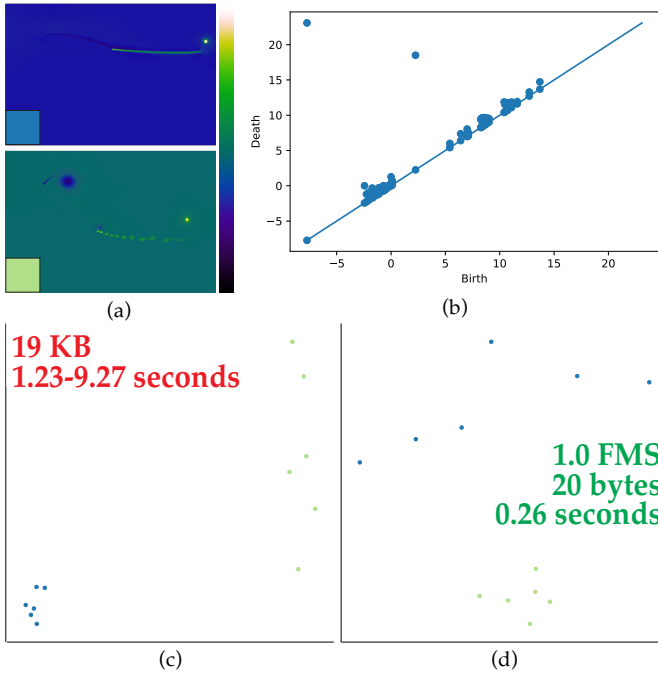 (a)
20
15
10
5
0
−5
Death
−5
0
5
10
15
20
Birth
(b)
19 KB
1.23-9.27 seconds
1.0 FMS
20 bytes
0.26 seconds
(c)
(d)